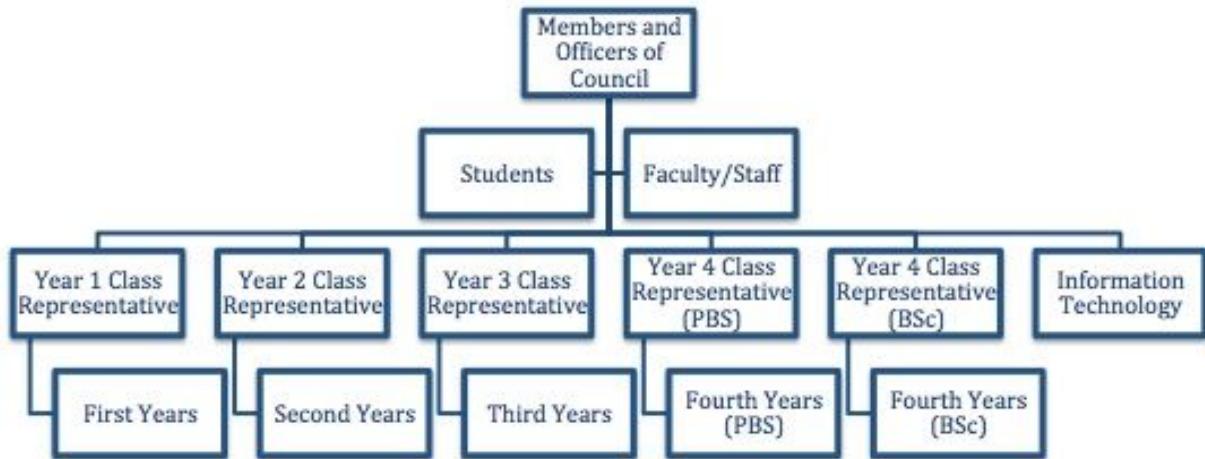 Members and
Officers of
Council
Students
Faculty/Staff
Year 1 Class
Representative
Year 2 Class
Representative
Year 3 Class
Representative
Year 4 Class
Representative
(PBS)
Year 4 Class
Representative
(BSc)
Information
Technology
First Years
Second Years
Third Years
Fourth Years
(PBS)
Fourth Years
(BSc)